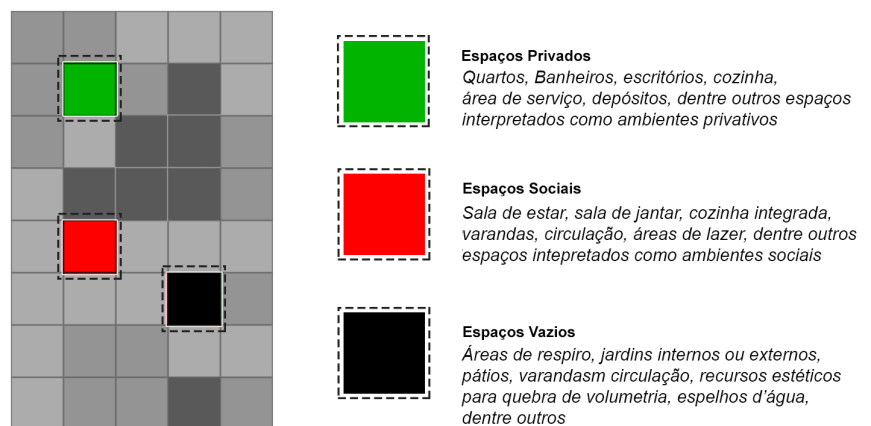 Espaços Privados
Quartos, Banheiros, escritórios, cozinha,
área de serviço, depósitos, dentre outros espaços
interpretados como ambientes privativos
Espaços Sociais
Sala de estar, sala de jantar, cozinha integrada,
varandas, circulação, áreas de lazer, dentre outros
espaços intepretados como ambientes sociais
Espaços Vazios
Áreas de respiro, jardins internos ou externos,
pátios, varandasm circulação, recursos estéticos
para quebra de volumetria, espelhos d'água,
dentre outros